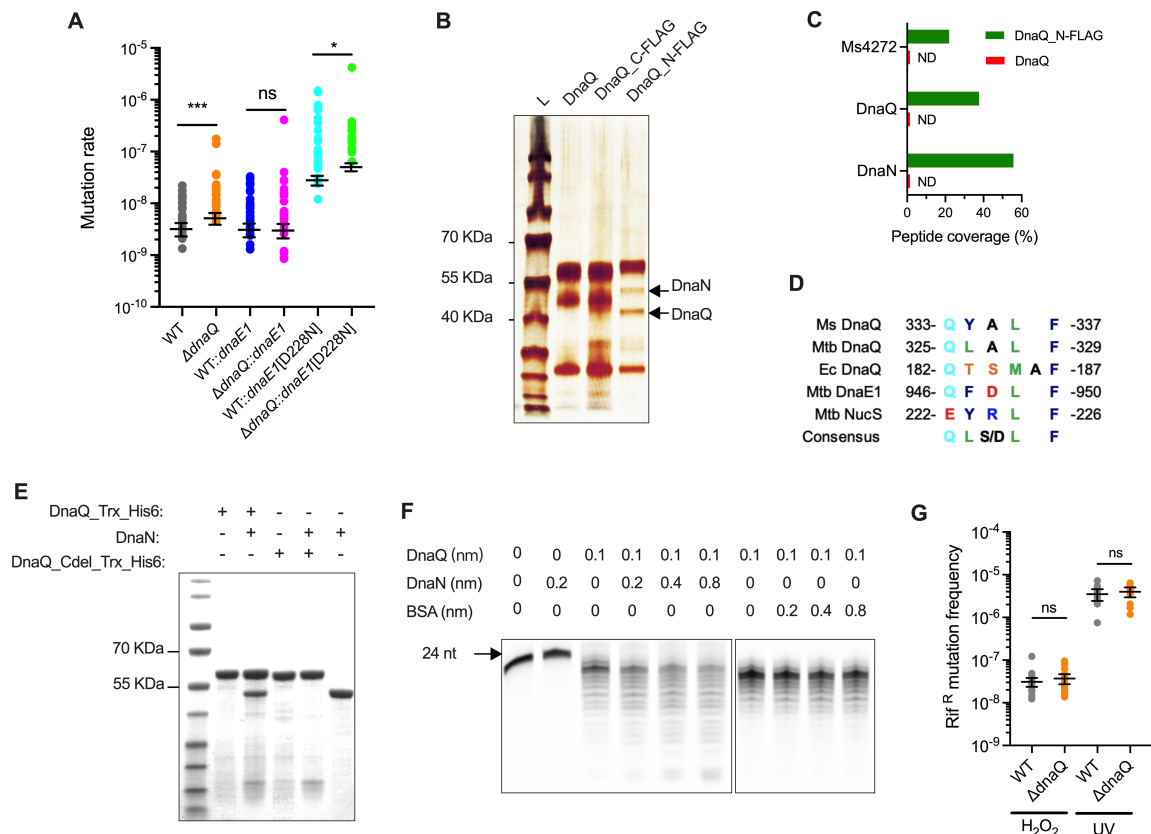 A
Mutation rate
10-5
10-6
10-7
10-8
10-9
10-10
***
ns
*
WT
ΔdnaQ
WT::dnaE1
ΔdnaQ::dnaE1
WT::dnaE1[D228N]
ΔdnaQ::dnaE1[D228N]
B
L
DnaQ
DnaQ_C-FLAG
DnaQ_N-FLAG
70 KDa
55 KDa
40 KDa
DnaN
DnaQ
C
Ms4272
DnaQ
DnaN
ND
ND
ND
DnaQ_N-FLAG
DnaQ
0 20 40 60
Peptide coverage (%)
D
Ms DnaQ 333- Q Y A L F -337
Mtb DnaQ 325- Q L A L F -329
Ec DnaQ 182- Q T S M A F -187
Mtb DnaE1 946- Q F D L F -950
Mtb NucS 222- E Y R L F -226
Consensus Q L S/D L F
E
DnaQ_Trx_His6: + + - - -
DnaN: - + - + +
DnaQ_Cdel_Trx_His6: - - + + -
70 KDa
55 KDa
F
DnaQ (nm) 0 0 0.1 0.1 0.1 0.1 0.1 0.1 0.1 0.1
DnaN (nm) 0 0.2 0 0.2 0.4 0.8 0 0 0 0
BSA (nm) 0 0 0 0 0 0 0 0.2 0.4 0.8
24 nt
G
Rif R mutation frequency
10-4
10-5
10-6
10-7
10-8
10-9
ns
ns
WT
ΔdnaQ
WT
ΔdnaQ
H2O2
UV